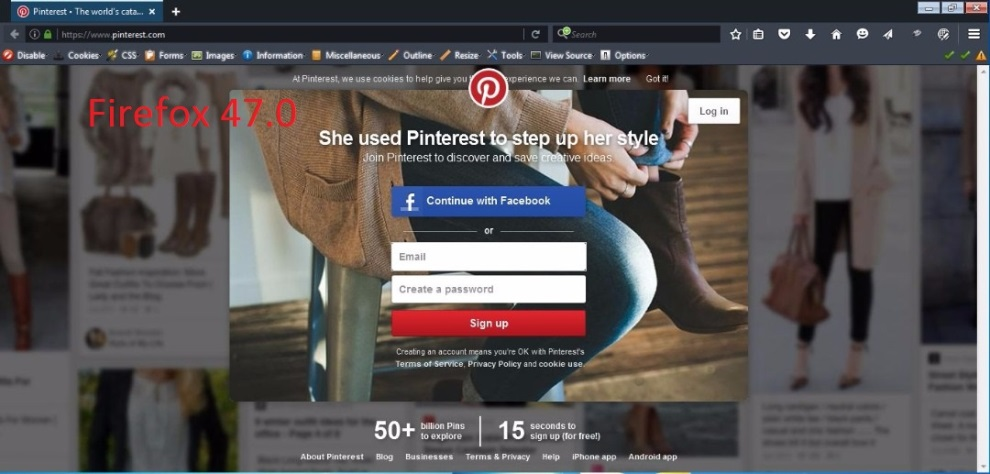 Pinterest • The world's cata...
https://www.pinterest.com
Search
Disable Cookies CSS Forms Images Information Miscellaneous Outline Resize Tools View Source Options
At Pinterest, we use cookies to help give you t experience we can. Learn more Got it!
Firefox 47.0
Log in
She used Pinterest to step up her style
Join Pinterest to discover and save creative ideas.
Continue with Facebook
or
Email
Create a password
Sign up
Creating an account means you're OK with Pinterest's
Terms of Service, Privacy Policy and cookie use.
50+ billion Pins
to explore
15 seconds to
sign up (for free!)
About Pinterest Blog Businesses Terms & Privacy Help iPhone app Android app